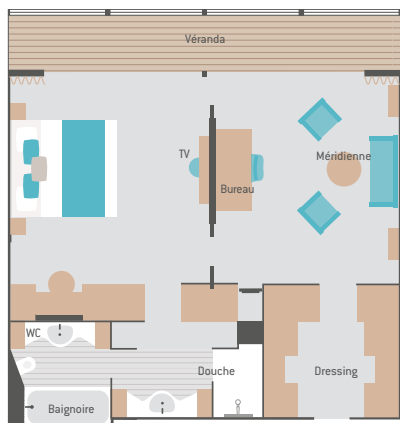 Véranda
TV
Méridienne
Bureau
WC
Douche
Dressing
Baignoire